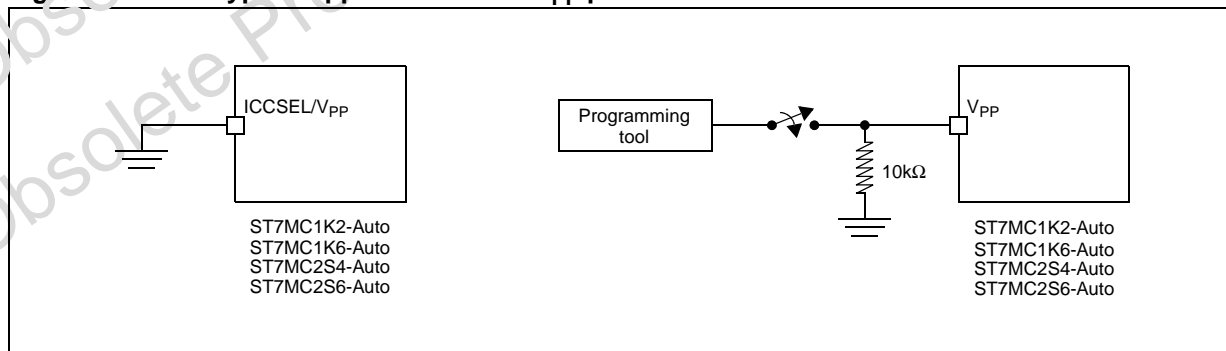 ICCSEL/VPP
ST7MC1K2-Auto
ST7MC1K6-Auto
ST7MC2S4-Auto
ST7MC2S6-Auto
Programming
tool
10kΩ
VPP
ST7MC1K2-Auto
ST7MC1K6-Auto
ST7MC2S4-Auto
ST7MC2S6-Auto